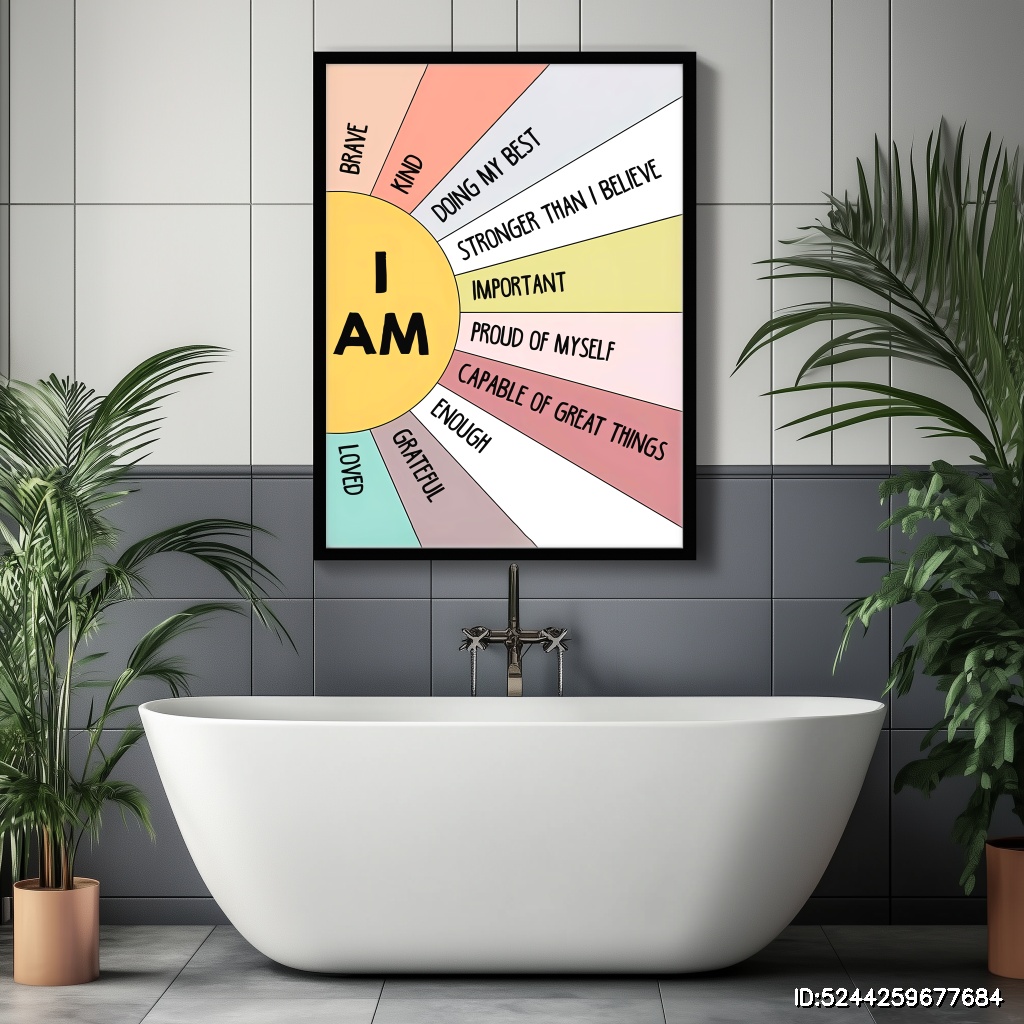 BRAVE
KIND
DOING MY BEST
STRONGER THAN I BELIEVE
I
AM
IMPORTANT
PROUD OF MYSELF
CAPABLE OF GREAT THINGS
ENOUGH
GRATEFUL
LOVED
ID:5244259677684